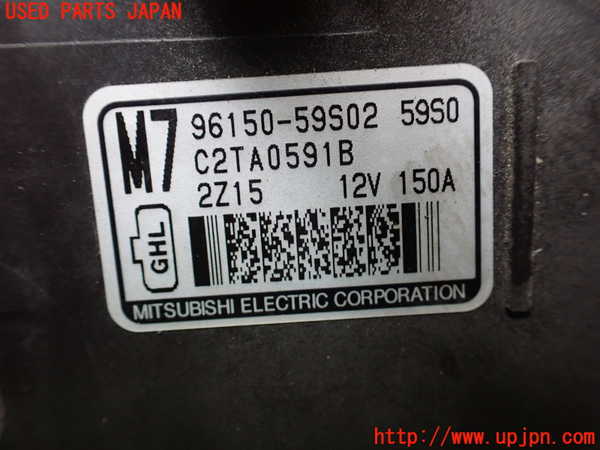 USED PARTS JAPAN
M7 96150-59S02 59S0
C2TA0591B
2Z15 12V 150A
GHL
MITSUBISHI ELECTRIC CORPORATION
http://www.upjpn.com/